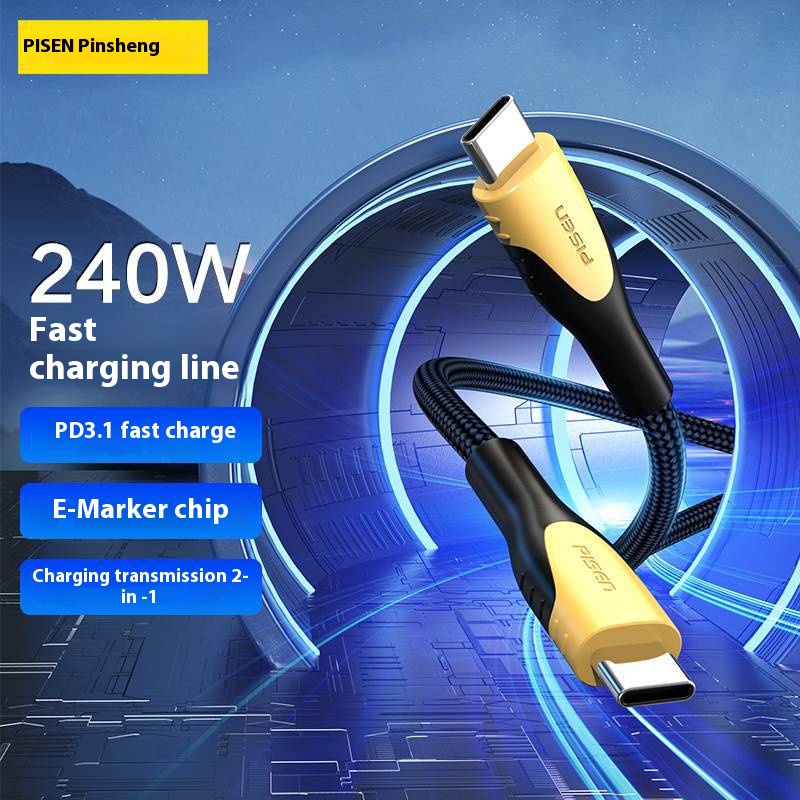 PISEN Pinsheng
PISEN
240W
Fast
charging line
PD3.1 fast charge
E-Marker chip
Charging transmission 2-
in -1
PISEN